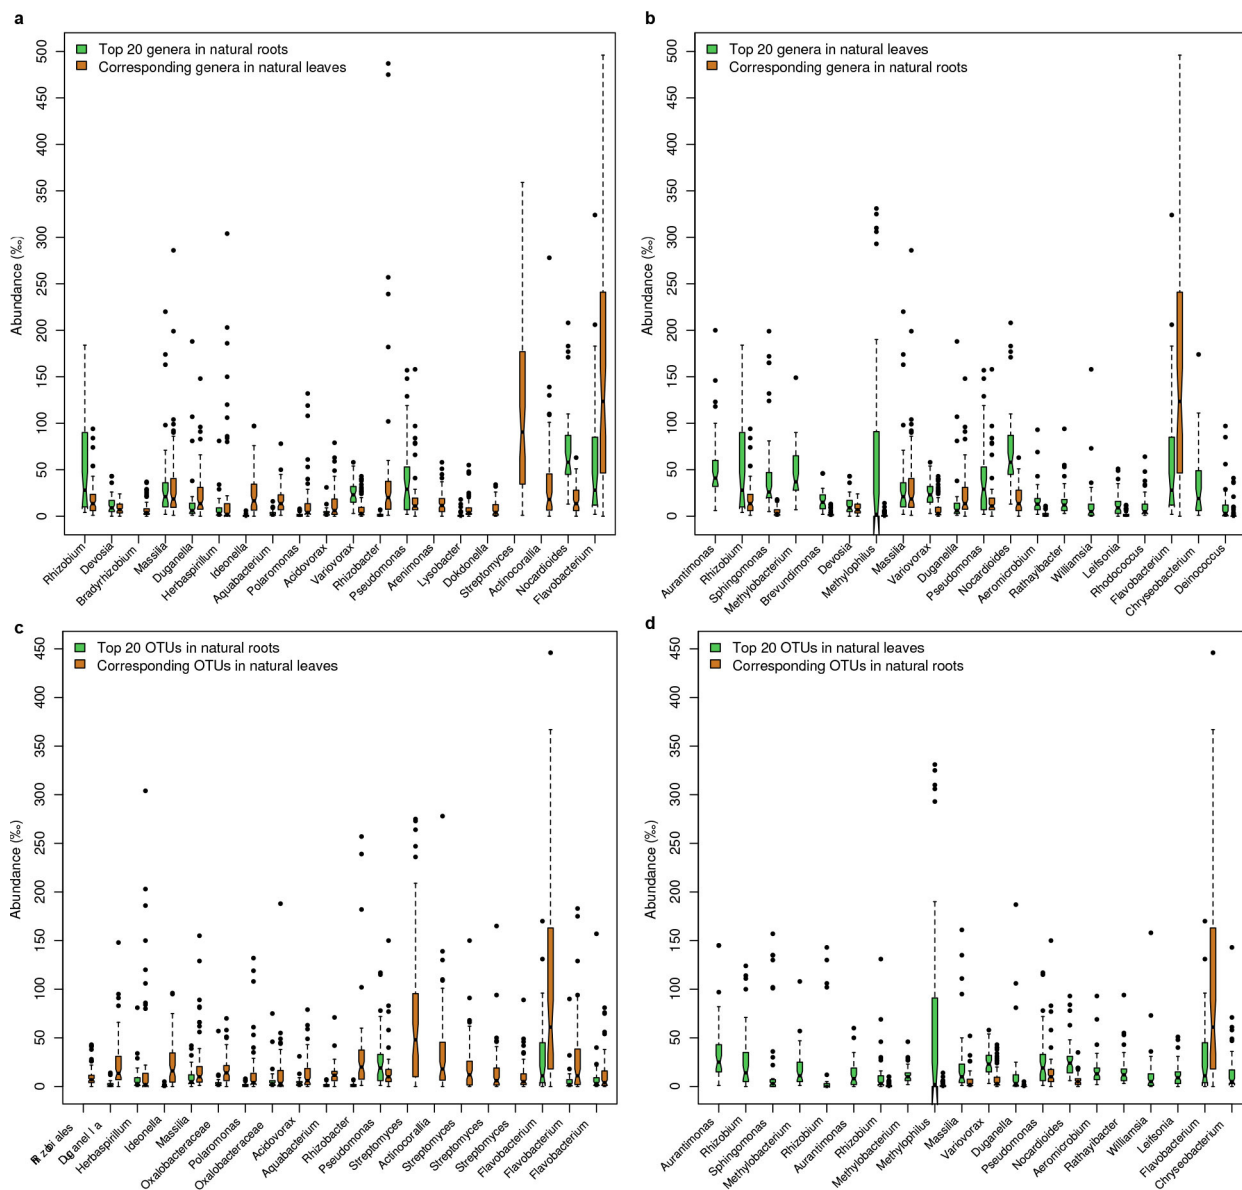 a
Top 20 genera in natural roots
Corresponding genera in natural leaves
Abundance (‰)
500
450
400
350
300
250
200
150
100
50
0
Rhizobium
Devosia
Bradyrhizobium
Massilia
Duganella
Herbaspirillum
Ideonella
Aquabacterium
Polaromonas
Acidovorax
Variovorax
Rhizobacter
Pseudomonas
Arenimonas
Lysobacter
Dokdonella
Streptomyces
Actinocorallia
Nocardioides
Flavobacterium
b
Top 20 genera in natural leaves
Corresponding genera in natural roots
Abundance (‰)
500
450
400
350
300
250
200
150
100
50
0
Aurantimonas
Rhizobium
Sphingomonas
Methylobacterium
Brevundimonas
Devosia
Methylophilus
Massilia
Variovorax
Duganella
Pseudomonas
Nocardioides
Aeromicrobium
Rathayibacter
Williamsia
Leifsonia
Rhodococcus
Flavobacterium
Chryseobacterium
Deinococcus
c
Top 20 OTUs in natural roots
Corresponding OTUs in natural leaves
Abundance (‰)
450
400
350
300
250
200
150
100
50
0
Herbaspirillum
Ideonella
Massilia
Oxalobacteraceae
Polaromonas
Oxalobacteraceae
Acidovorax
Aquabacterium
Rhizobacter
Pseudomonas
Streptomyces
Actinocorallia
Streptomyces
Streptomyces
Streptomyces
Flavobacterium
Flavobacterium
Flavobacterium
d
Top 20 OTUs in natural leaves
Corresponding OTUs in natural roots
Abundance (‰)
450
400
350
300
250
200
150
100
50
0
Aurantimonas
Rhizobium
Sphingomonas
Methylobacterium
Rhizobium
Aurantimonas
Rhizobium
Methylobacterium
Methylophilus
Massilia
Variovorax
Duganella
Pseudomonas
Nocardioides
Aeromicrobium
Rathayibacter
Williamsia
Leifsonia
Flavobacterium
Chryseobacterium